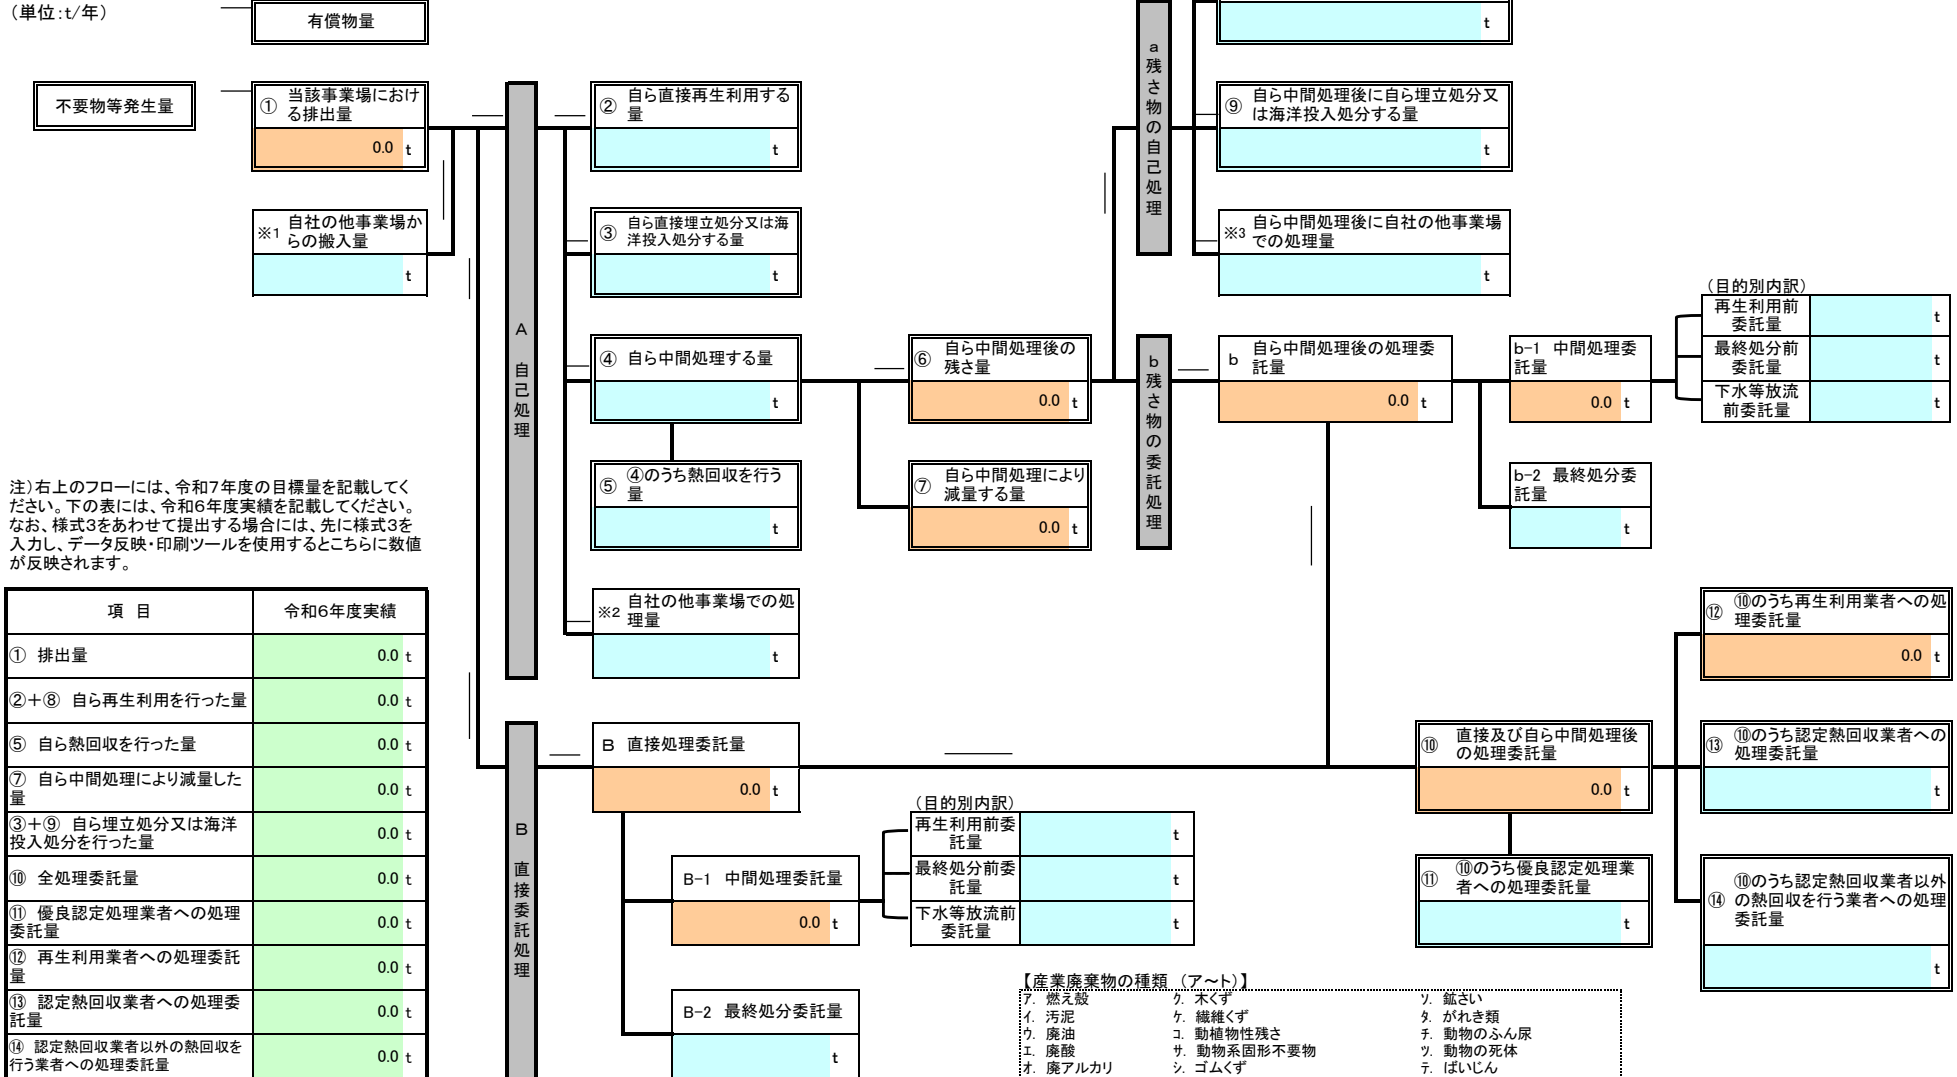 （単位：t/年）
有償物量
t
不要物等発生量
① 当該事業場におけ
る排出量
0.0 t
※1 自社の他事業場か
らの搬入量
t
A
自
己
処
理
② 自ら直接再生利用する
量
t
③ 自ら直接埋立処分又は海
洋投入処分する量
t
④ 自ら中間処理する量
t
⑤ ④のうち熱回収を行う
量
t
※2 自社の他事業場での処
理量
t
⑥ 自ら中間処理後の
残さ量
0.0 t
⑦ 自ら中間処理により
減量する量
0.0 t
a
残
さ
物
の
自
己
処
理
⑨ 自ら中間処理後に自ら埋立処分又
は海洋投入処分する量
t
※3 自ら中間処理後に自社の他事業場
での処理量
t
b
残
さ
物
の
委
託
処
理
b 自ら中間処理後の処理委
託量
0.0 t
b-1 中間処理委
託量
0.0 t
b-2 最終処分委
託量
t
（目的別内訳）
再生利用前
委託量
t
最終処分前
委託量
t
下水等放流
前委託量
t
注）右上のフローには、令和７年度の目標量を記載してく
ださい。下の表には、令和６年度実績を記載してください。
なお、様式３をあわせて提出する場合には、先に様式３を
入力し、データ反映・印刷ツールを使用するとこちらに数値
が反映されます。
項 目 令和６年度実績
① 排出量 0.0 t
②＋⑧ 自ら再生利用を行った量 0.0 t
⑤ 自ら熱回収を行った量 0.0 t
⑦ 自ら中間処理により減量した
量 0.0 t
③＋⑨ 自ら埋立処分又は海洋
投入処分を行った量 0.0 t
⑩ 全処理委託量 0.0 t
⑪ 優良認定処理業者への処理
委託量 0.0 t
⑫ 再生利用業者への処理委託
量 0.0 t
⑬ 認定熱回収業者への処理委
託量 0.0 t
⑭ 認定熱回収業者以外の熱回収を
行う業者への処理委託量 0.0 t
B
直
接
委
託
処
理
B 直接処理委託量
0.0 t
B-1 中間処理委託量
0.0 t
B-2 最終処分委託量
t
（目的別内訳）
再生利用前委
託量
t
最終処分前委
託量
t
下水等放流前
委託量
t
⑩ 直接及び自ら中間処理後
の処理委託量
0.0 t
⑪ ⑩のうち優良認定処理業
者への処理委託量
t
⑫ ⑩のうち再生利用業者への処
理委託量
0.0 t
⑬ ⑩のうち認定熱回収業者への
処理委託量
t
⑭ ⑩のうち認定熱回収業者以外
の熱回収を行う業者への処理
委託量
t
【産業廃棄物の種類 （ア～ト）】
ア. 燃え殻 ク. 木くず ソ. 鉱さい
イ. 汚泥 ケ. 繊維くず タ. がれき類
ウ. 廃油 コ. 動植物性残さ チ. 動物のふん尿
エ. 廃酸 サ. 動物系固形不要物 ツ. 動物の死体
オ. 廃アルカリ シ. ゴムくず テ. ばいじん